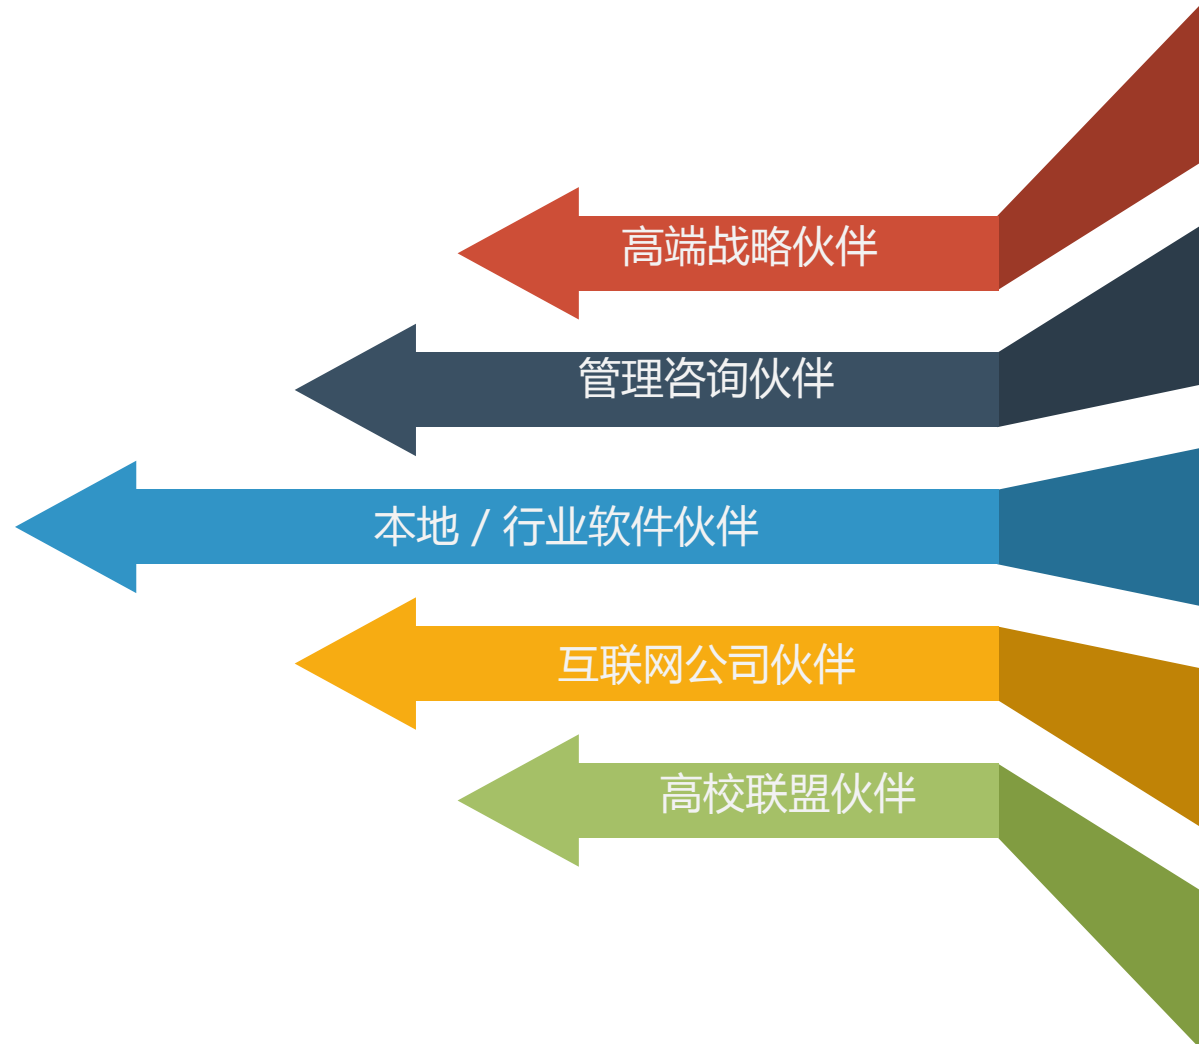 高端战略伙伴
管理咨询伙伴
本地 / 行业软件伙伴
互联网公司伙伴
高校联盟伙伴